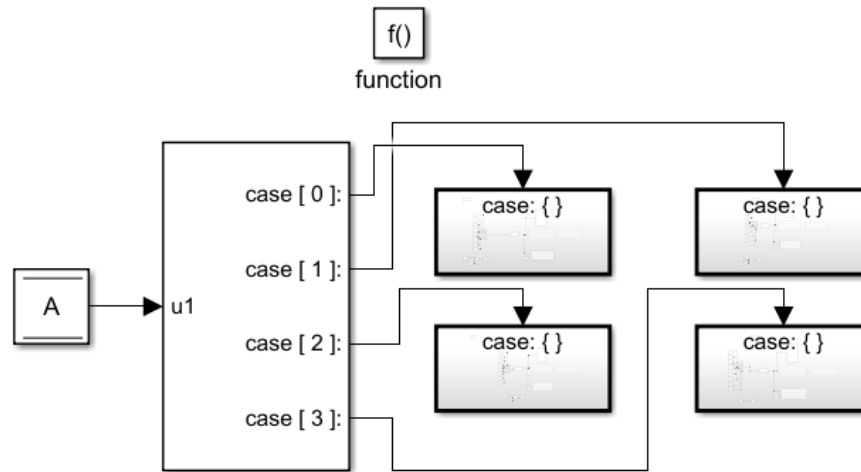 f()
function
case [ 0 ]:
case: { }
case: { }
case [ 1 ]:
A
u1
case [ 2 ]:
case: { }
case: { }
case [ 3 ]: